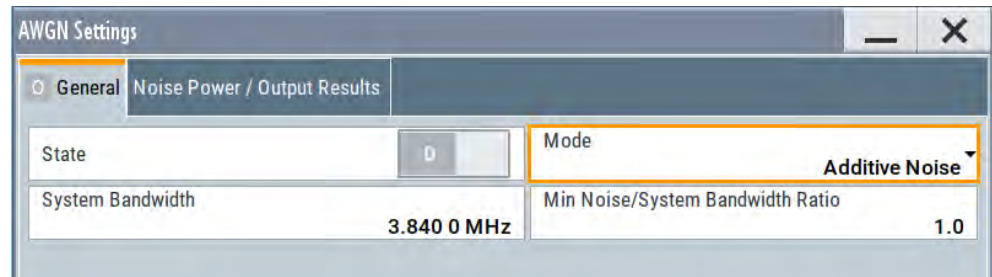 AWGN Settings
O General Noise Power / Output Results
State D
Mode
Additive Noise
System Bandwidth
3.840 0 MHz
Min Noise/System Bandwidth Ratio
1.0